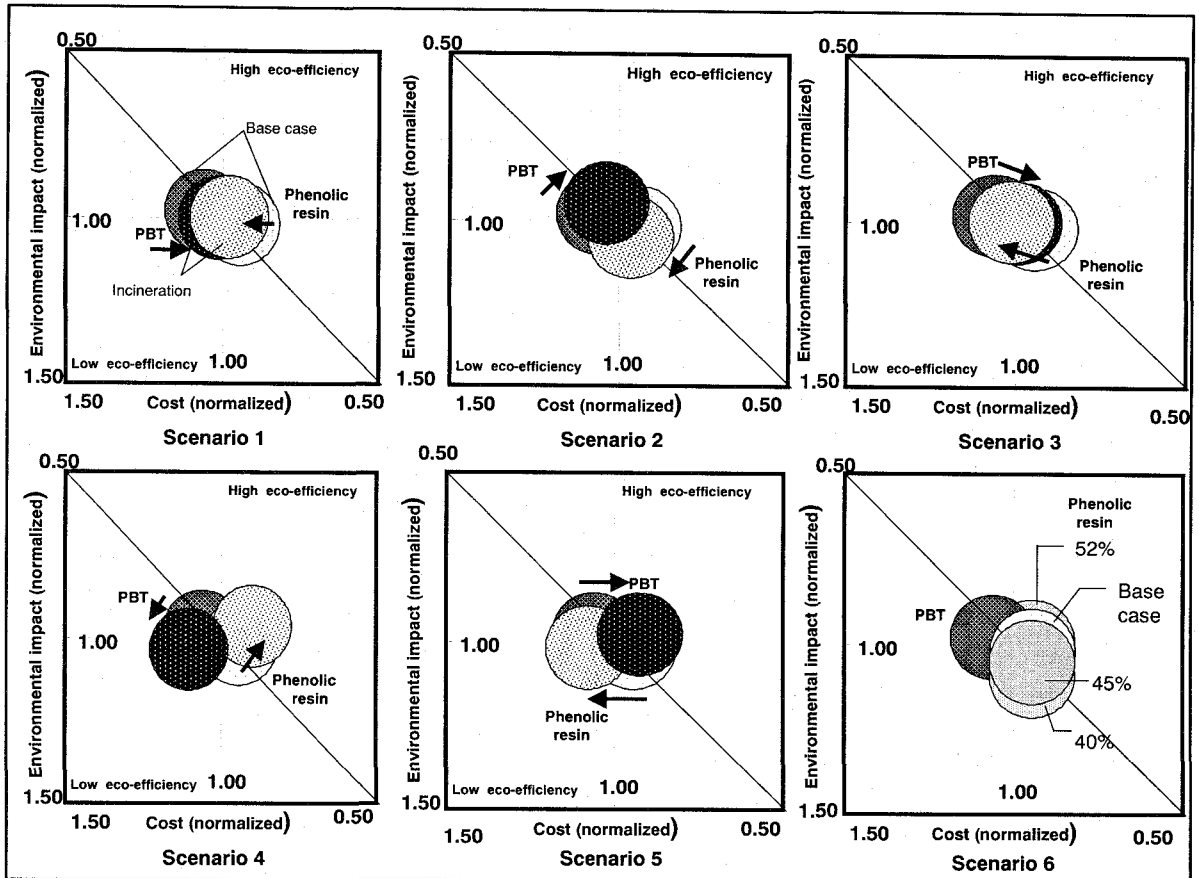 0.50
High eco-efficiency
Environmental impact (normalized)
Base case
Phenolic
resin
1.00
PBT
Incineration
Low eco-efficiency
1.00
1.50
1.50
Cost (normalized)
0.50
Scenario 1
0.50
High eco-efficiency
Environmental impact (normalized)
PBT
1.00
Phenolic
resin
1.00
Low eco-efficiency
1.50
1.50
Cost (normalized)
0.50
Scenario 2
0.50
High eco-efficiency
Environmental impact (normalized)
PBT
1.00
Phenolic
resin
Low eco-efficiency
1.00
1.50
1.50
Cost (normalized)
0.50
Scenario 3
0.50
High eco-efficiency
Environmental impact (normalized)
PBT
1.00
Phenolic
resin
Low eco-efficiency
1.00
1.50
1.50
Cost (normalized)
0.50
Scenario 4
High eco-efficiency
Environmental impact (normalized)
PBT
1.00
Phenolic
resin
Low eco-efficiency
1.00
1.50
1.50
Cost (normalized)
0.50
Scenario 5
0.50
Environmental impact (normalized)
Phenolic
resin
52%
Base
case
PBT
1.00
45%
40%
1.00
1.50
1.50
Cost (normalized)
0.50
Scenario 6